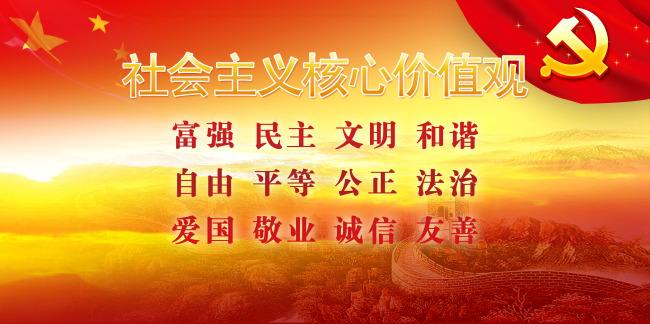 社会主义核心价值观
富强 民主 文明 和谐
自由 平等 公正 法治
爱国 敬业 诚信 友善